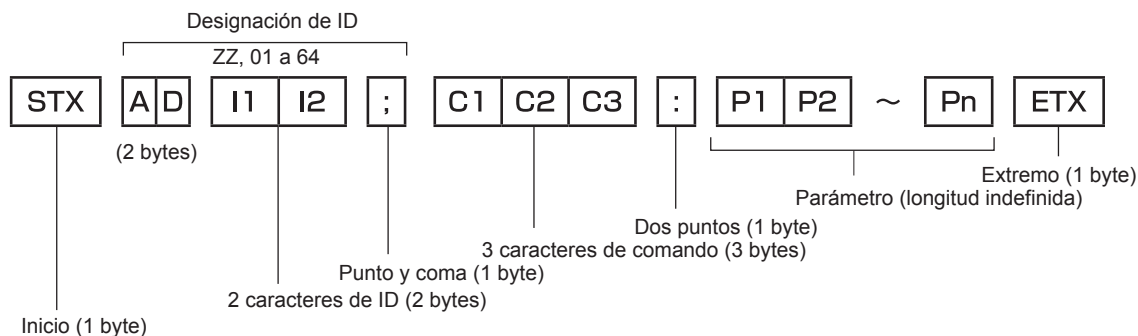 Designación de ID
ZZ, 01 a 64
STX A D I1 I2 ; C1 C2 C3 : P1 P2 ~ Pn ETX
(2 bytes)
Extremo (1 byte)
Parámetro (longitud indefinida)
Dos puntos (1 byte)
3 caracteres de comando (3 bytes)
Punto y coma (1 byte)
2 caracteres de ID (2 bytes)
Inicio (1 byte)